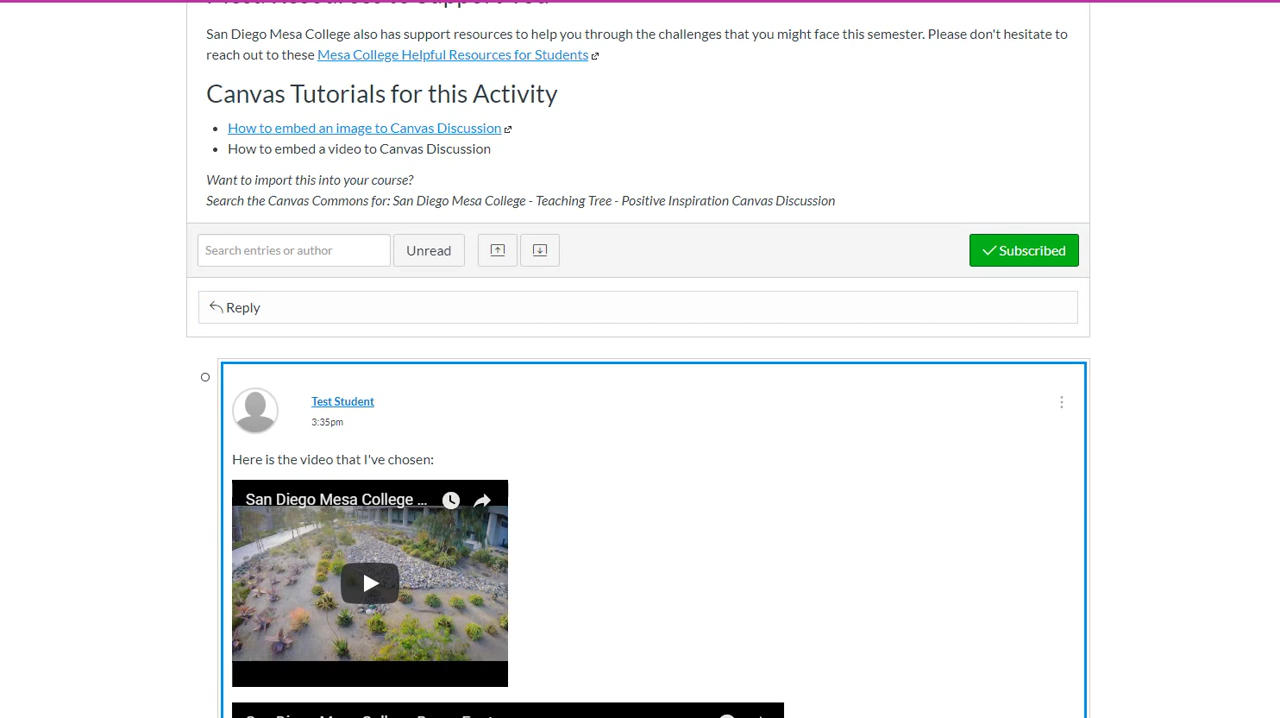 San Diego Mesa College also has support resources to help you through the challenges that you might face this semester. Please don't hesitate to
reach out to these Mesa College Helpful Resources for Students
Canvas Tutorials for this Activity
How to embed an image to Canvas Discussion
How to embed a video to Canvas Discussion
Want to import this into your course?
Search the Canvas Commons for: San Diego Mesa College - Teaching Tree - Positive Inspiration Canvas Discussion
Search entries or author
Unread
Subscribed
Reply
Test Student
3:35pm
Here is the video that I've chosen:
San Diego Mesa College ...